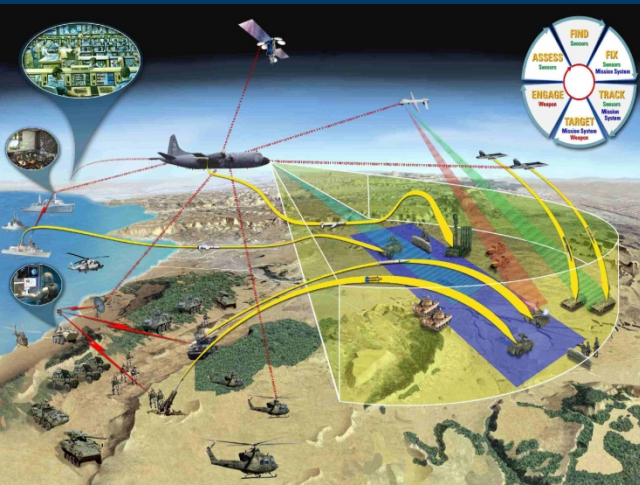 FIND
Sensors
FIX
Sensors
Mission System
TRACK
Sensors
Mission
System
TARGET
Mission System
Weapon
ENGAGE
Weapon
ASSESS
Sensors